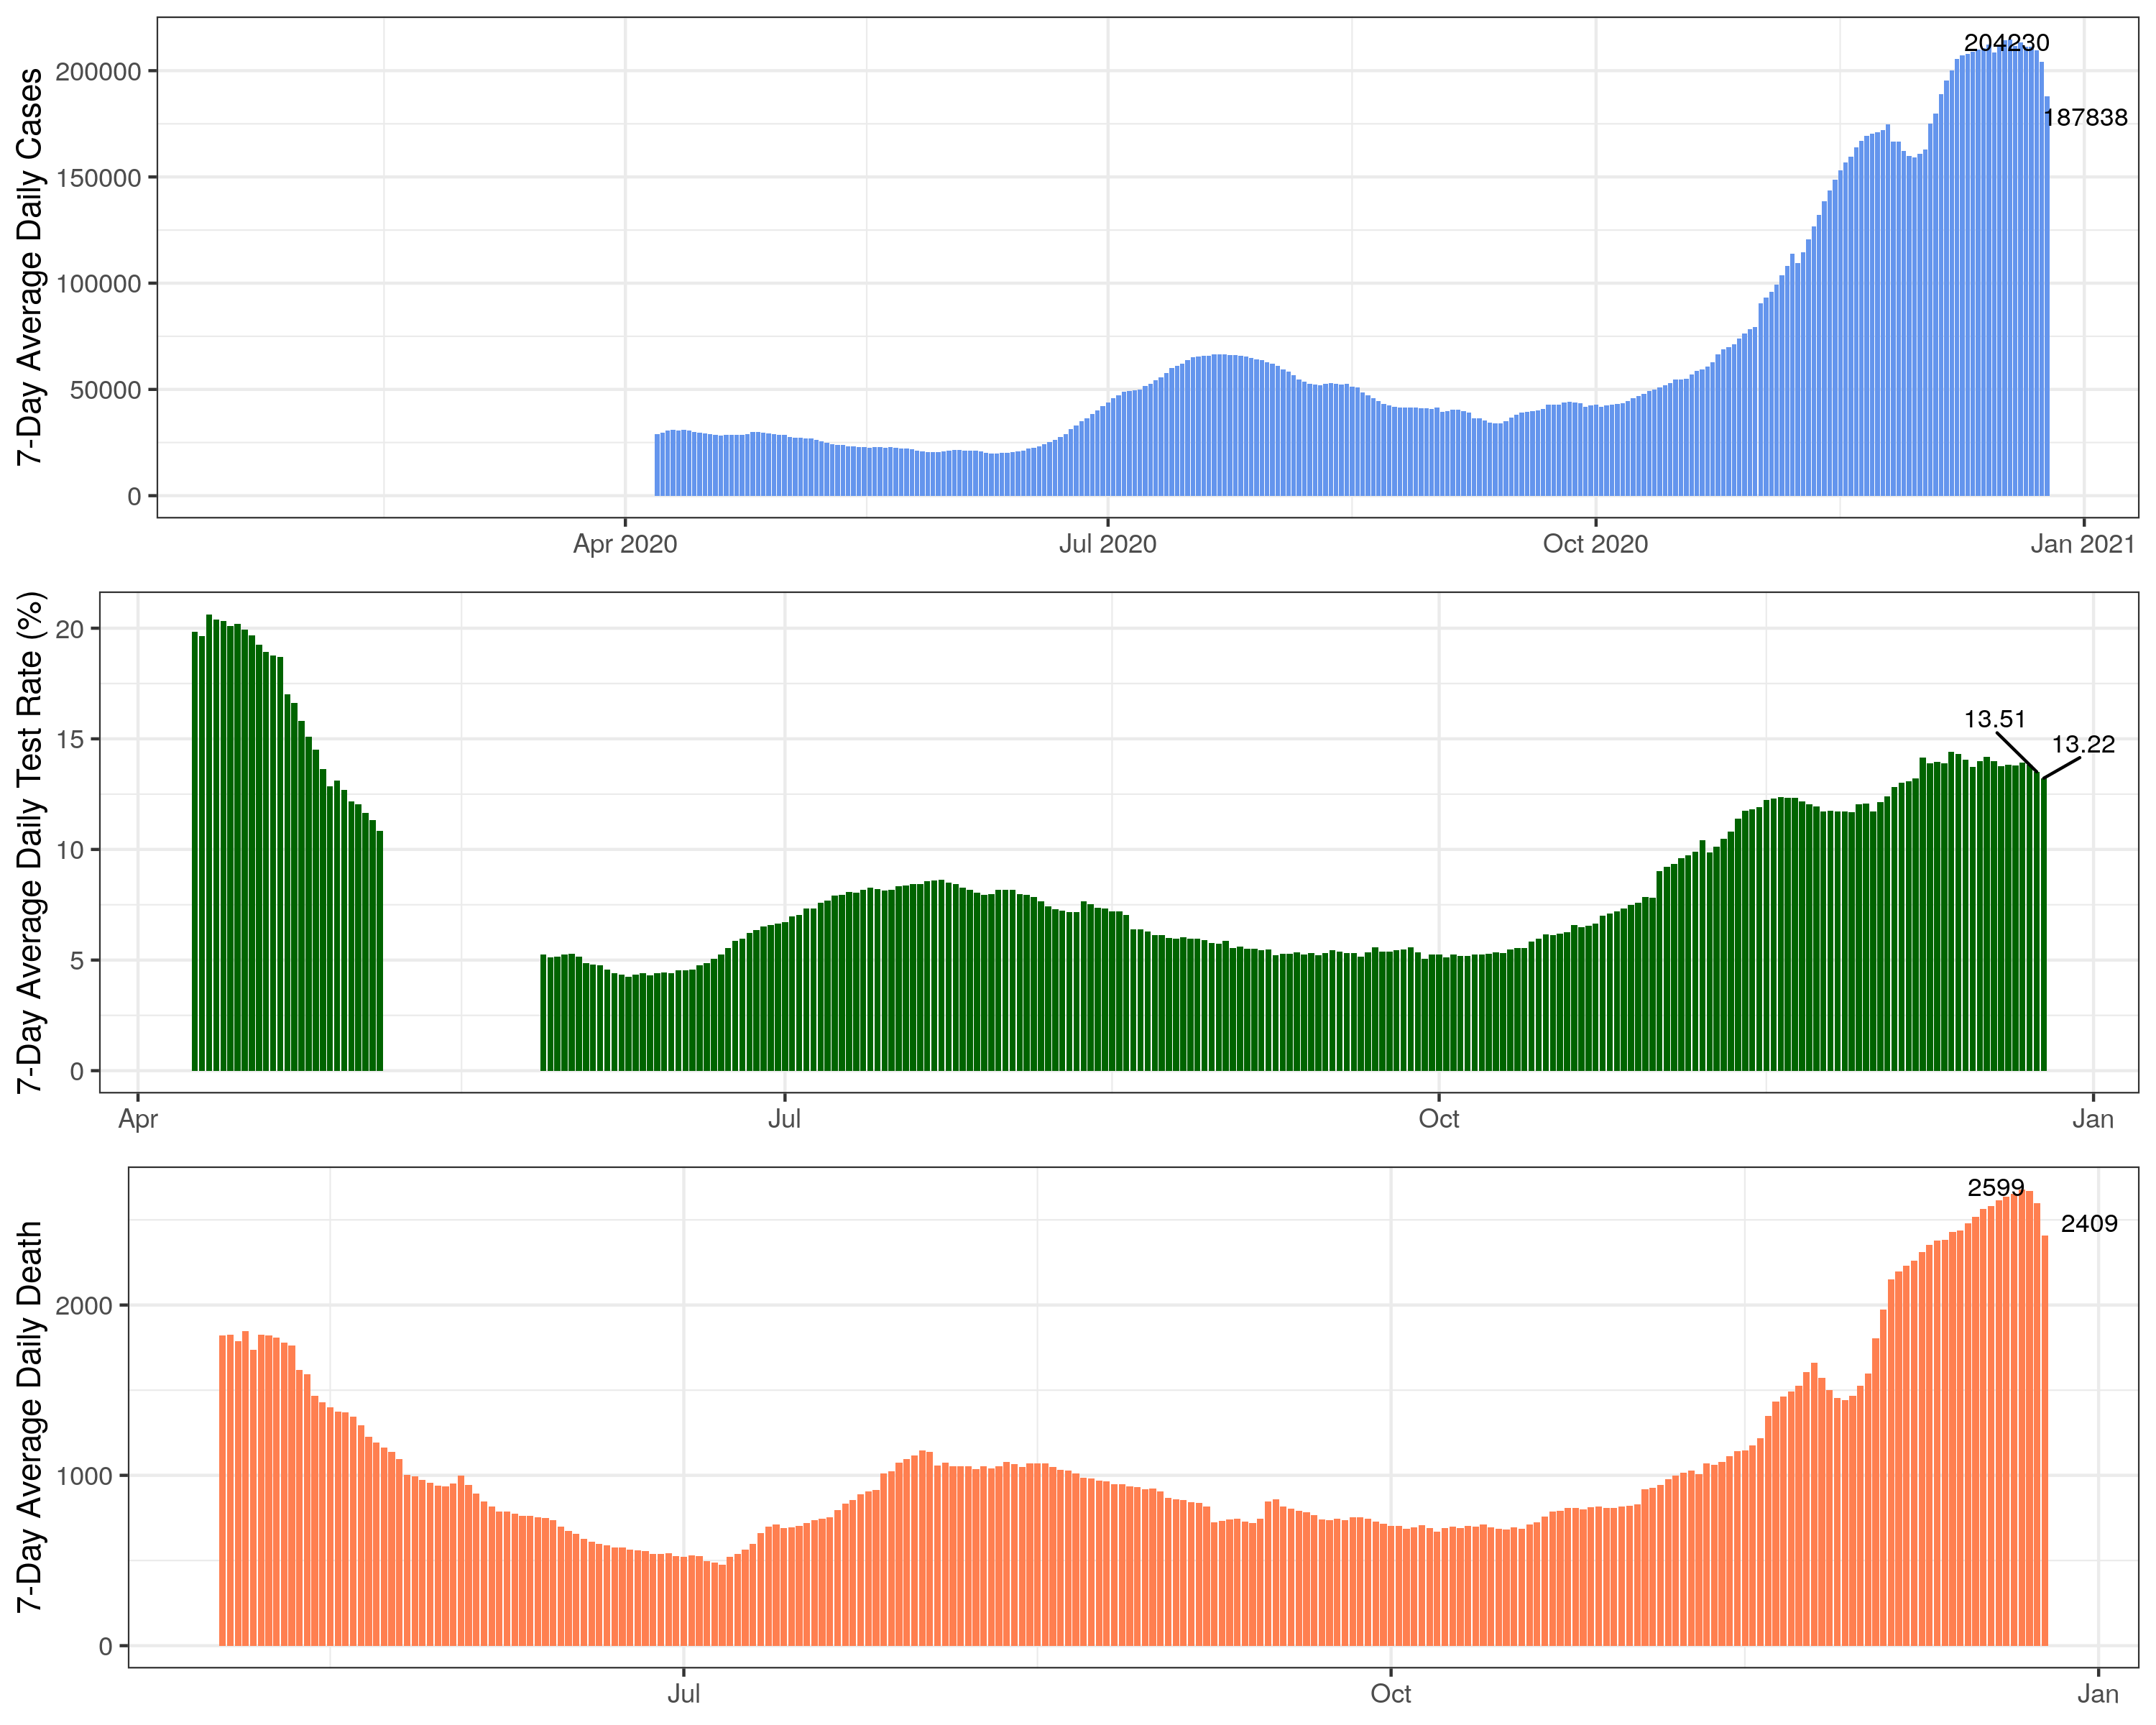 7-Day Average Daily Cases
200000
150000
100000
50000
0
204230
187838
Apr 2020
Jul 2020
Oct 2020
Jan 2021
7-Day Average Daily Test Rate (%)
20
15
10
5
0
13.51
13.22
Apr
Jul
Oct
Jan
7-Day Average Daily Death
2000
1000
0
2599
2409
Jul
Oct
Jan